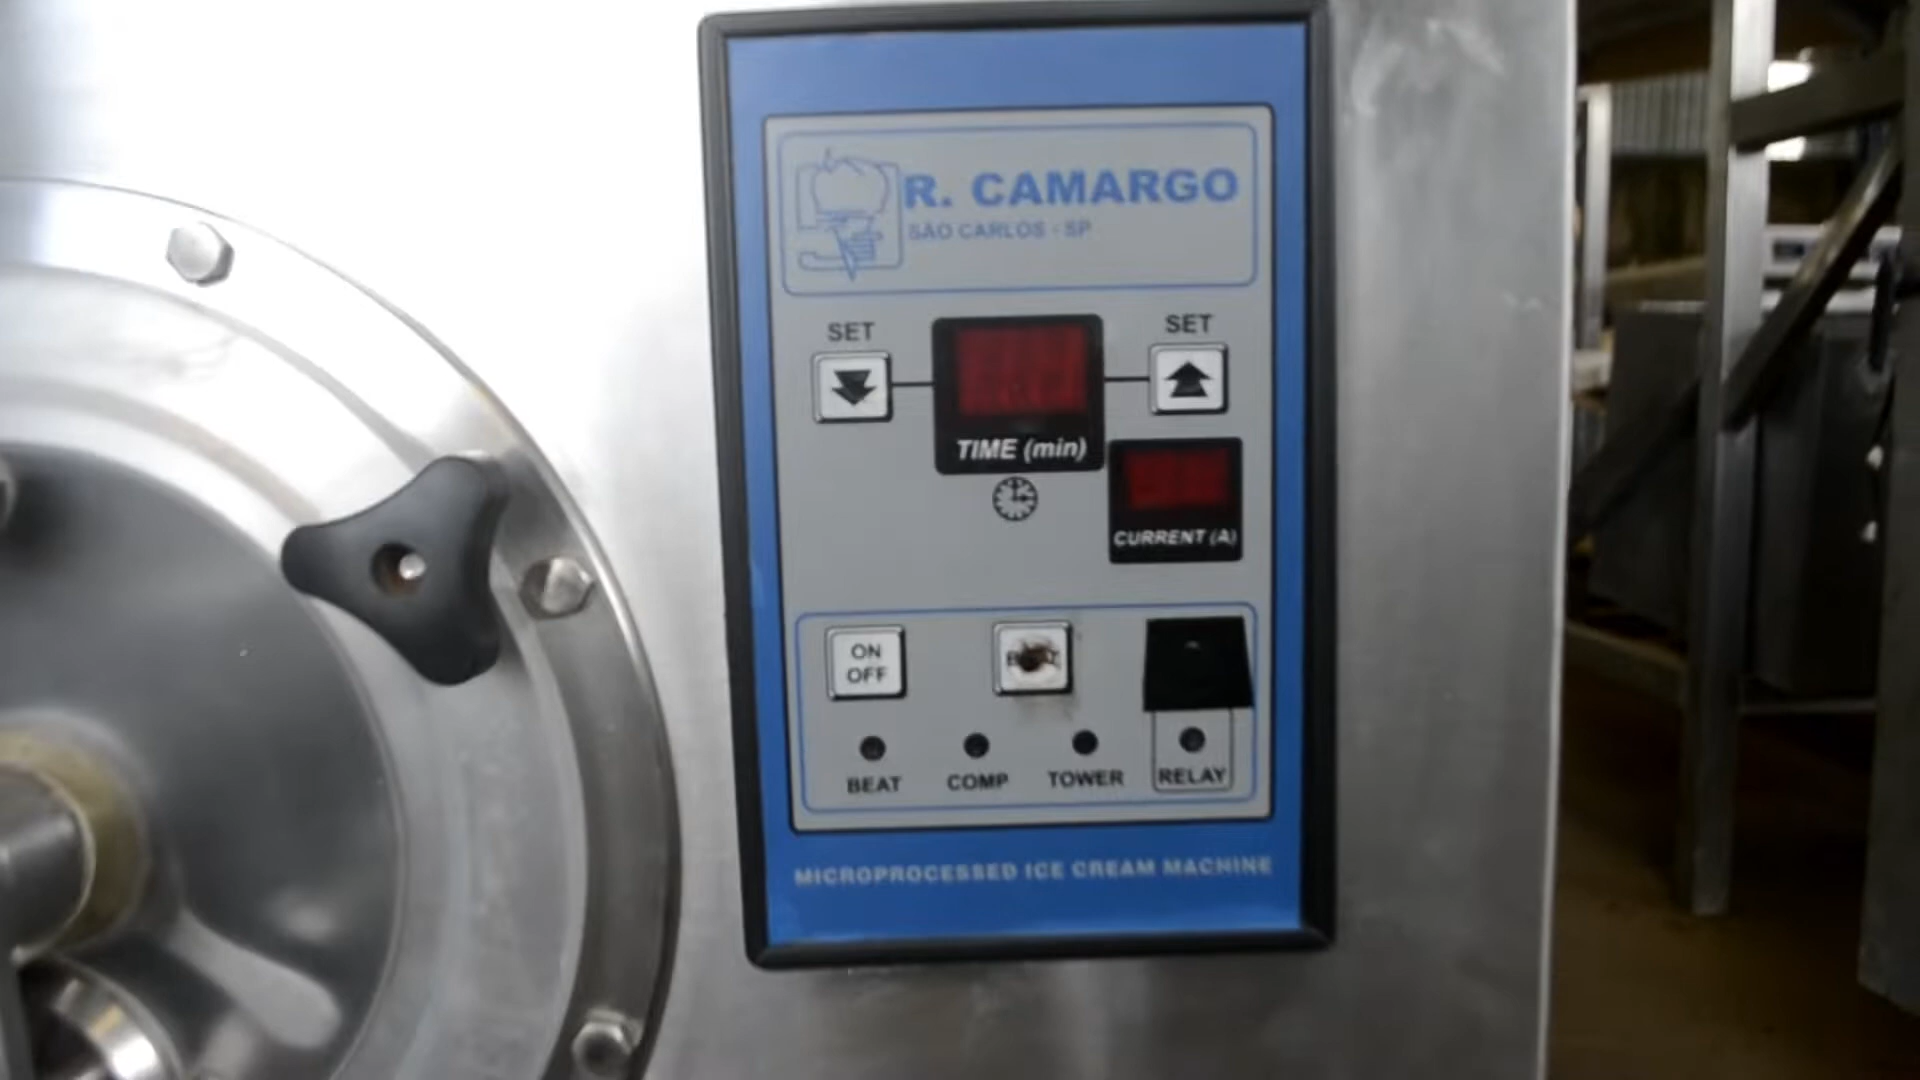 R. CAMARGO
SÃO CARLOS - SP
SET
SET
TIME (min)
CURRENT (A)
ON
OFF
BEAT
COMP
TOWER
RELAY
MICROPROCESSED ICE CREAM MACHINE